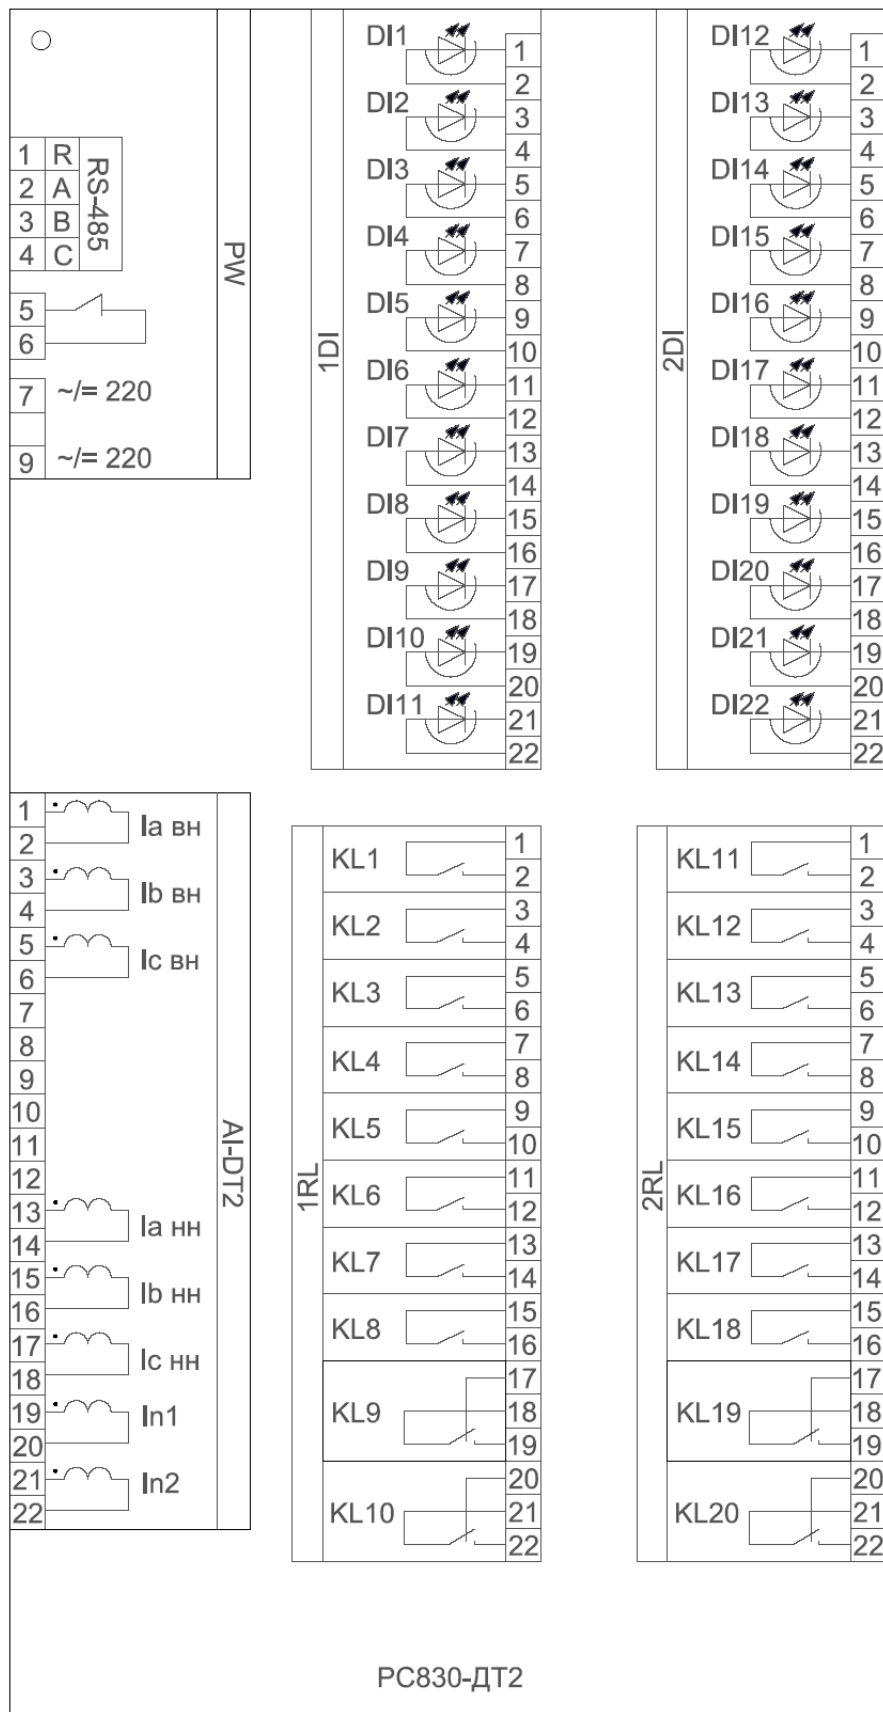 1 R
2 A
3 B
4 C
RS-485
5
6
7 ~/= 220
9 ~/= 220
PW
1DI
DI1
1
2
DI2
3
4
DI3
5
6
DI4
7
8
DI5
9
10
DI6
11
12
DI7
13
14
DI8
15
16
DI9
17
18
DI10
19
20
DI11
21
22
2DI
DI12
1
2
DI13
3
4
DI14
5
6
DI15
7
8
DI16
9
10
DI17
11
12
DI18
13
14
DI19
15
16
DI20
17
18
DI21
19
20
DI22
21
22
1
2
Ia вн
3
4
Ib вн
5
6
Ic вн
7
8
9
10
11
12
13
14
Ia нн
15
16
Ib нн
17
18
Ic нн
19
20
In1
21
22
In2
AI-DT2
1RL
KL1
1
2
KL2
3
4
KL3
5
6
KL4
7
8
KL5
9
10
KL6
11
12
KL7
13
14
KL8
15
16
KL9
17
18
19
KL10
20
21
22
2RL
KL11
1
2
KL12
3
4
KL13
5
6
KL14
7
8
KL15
9
10
KL16
11
12
KL17
13
14
KL18
15
16
KL19
17
18
19
KL20
20
21
22
РС830-ДТ2